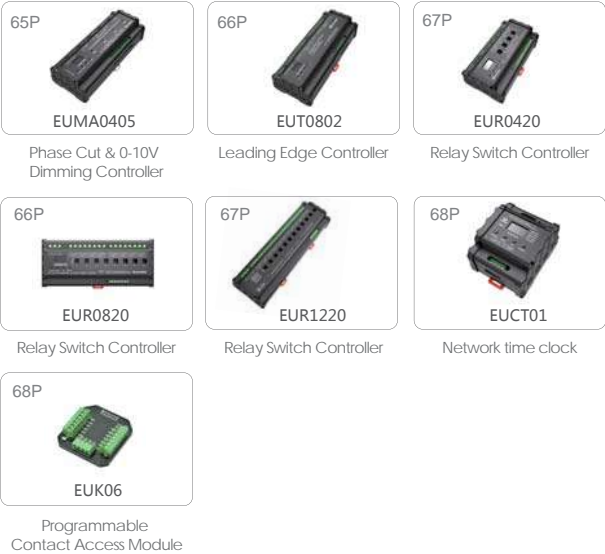 65P
EUMA0405
Phase Cut & 0-10V
Dimming Controller
66P
EUT0802
Leading Edge Controller
67P
EUR0420
Relay Switch Controller
66P
EUR0820
Relay Switch Controller
67P
EUR1220
Relay Switch Controller
68P
EUCT01
Network time clock
68P
EUK06
Programmable
Contact Access Module